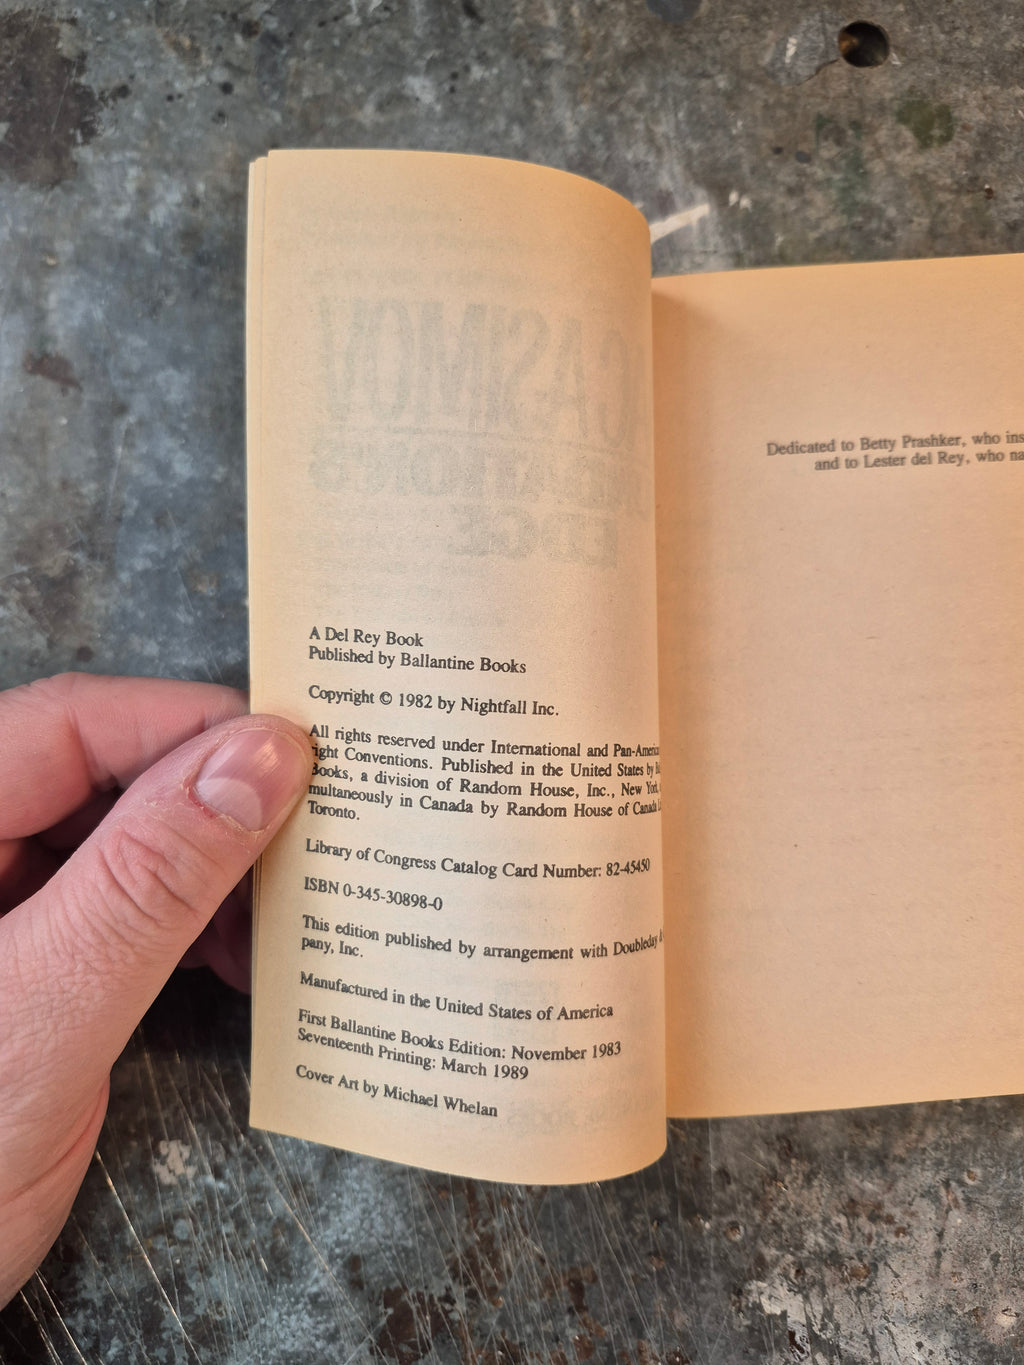 A Del Rey Book
Published by Ballantine Books
Copyright © 1982 by Nightfall Inc.
All rights reserved under International and Pan-America
right Conventions. Published in the United States by
Books, a division of Random House, Inc., New York,
multaneously in Canada by Random House of Canada
Toronto.
Library of Congress Catalog Card Number: 82-45450
ISBN 0-345-30898-0
This edition published by arrangement with Doubleday &
pany, Inc.
Manufactured in the United States of America
First Ballantine Books Edition: November 1983
Seventeenth Printing: March 1989
Cover Art by Michael Whelan
Dedicated to Betty Prashker, who ins
and to Lester del Rey, who na